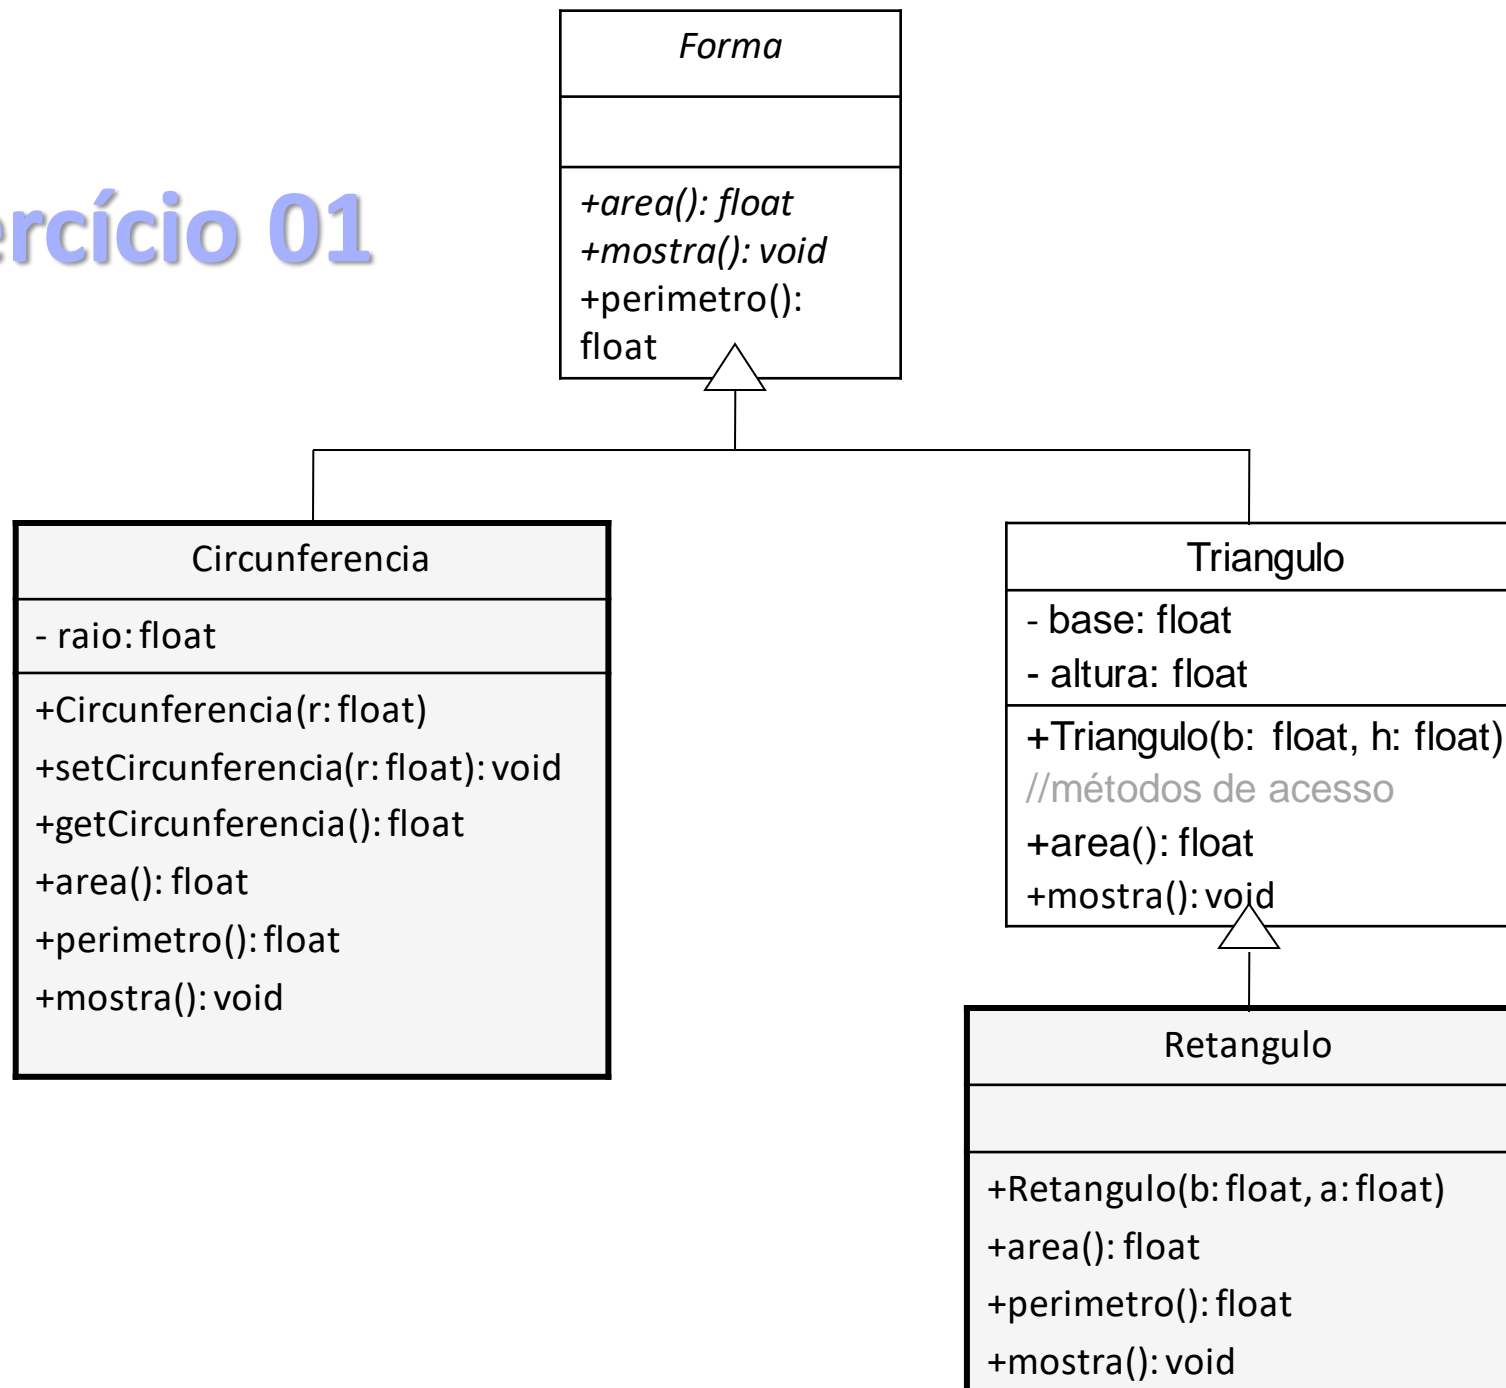 Forma
+area(): float
+mostra(): void
+perimetro():
float
ercício 01
Circunferencia
- raio: float
+Circunferencia(r: float)
+setCircunferencia(r: float): void
+getCircunferencia(): float
+area(): float
+perimetro(): float
+mostra(): void
Triangulo
- base: float
- altura: float
+Triangulo(b: float, h: float)
//métodos de acesso
+area(): float
+mostra(): void
Retangulo
+Retangulo(b: float, a: float)
+area(): float
+perimetro(): float
+mostra(): void